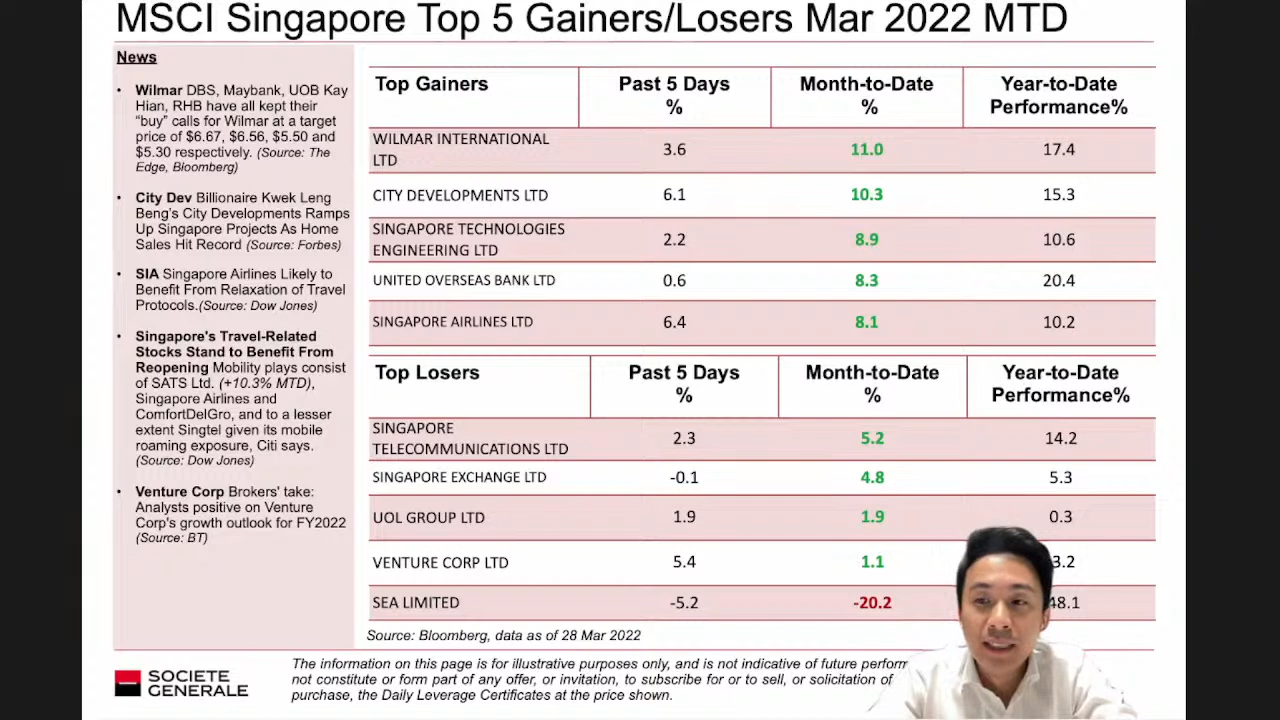 MSCI Singapore Top 5 Gainers/Losers Mar 2022 MTD
News
• Wilmar DBS, Maybank, UOB Kay
Hian, RHB have all kept their
“buy” calls for Wilmar at a target
price of $6.67, $6.56, $5.50 and
$5.30 respectively. (Source: The
Edge, Bloomberg)
• City Dev Billionaire Kwek Leng
Beng’s City Developments Ramps
Up Singapore Projects As Home
Sales Hit Record (Source: Forbes)
• SIA Singapore Airlines Likely to
Benefit From Relaxation of Travel
Protocols.(Source: Dow Jones)
• Singapore's Travel-Related
Stocks Stand to Benefit From
Reopening Mobility plays consist
of SATS Ltd. (+10.3% MTD),
Singapore Airlines and
ComfortDelGro, and to a lesser
extent Singtel given its mobile
roaming exposure, Citi says.
(Source: Dow Jones)
• Venture Corp Brokers' take:
Analysts positive on Venture
Corp's growth outlook for FY2022
(Source: BT)
Top Gainers Past 5 Days Month-to-Date Year-to-Date
% % Performance%
WILMAR INTERNATIONAL
LTD 3.6 11.0 17.4
CITY DEVELOPMENTS LTD 6.1 10.3 15.3
SINGAPORE TECHNOLOGIES
ENGINEERING LTD 2.2 8.9 10.6
UNITED OVERSEAS BANK LTD 0.6 8.3 20.4
SINGAPORE AIRLINES LTD 6.4 8.1 10.2
Top Losers Past 5 Days Month-to-Date Year-to-Date
% % Performance%
SINGAPORE
TELECOMMUNICATIONS LTD 2.3 5.2 14.2
SINGAPORE EXCHANGE LTD -0.1 4.8 5.3
UOL GROUP LTD 1.9 1.9 0.3
VENTURE CORP LTD 5.4 1.1
SEA LIMITED -5.2 -20.2
Source: Bloomberg, data as of 28 Mar 2022
SOCIETE
GENERALE
The information on this page is for illustrative purposes only, and is not indicative of future
not constitute or form part of any offer, or invitation, to subscribe for or to sell, or solicitation of
purchase, the Daily Leverage Certificates at the price shown.